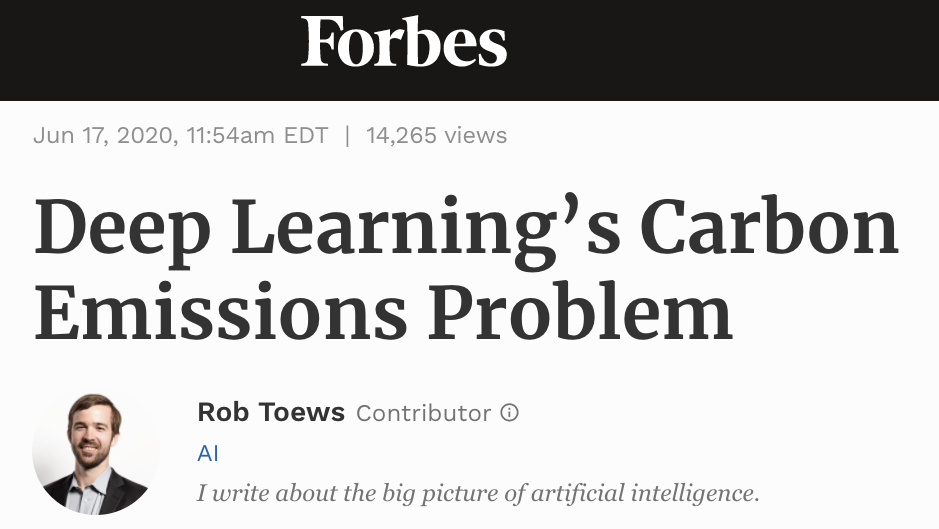 Forbes
Jun 17, 2020, 11:54am EDT | 14,265 views
Deep Learning’s Carbon
Emissions Problem
Rob Toews Contributor
AI
I write about the big picture of artificial intelligence.